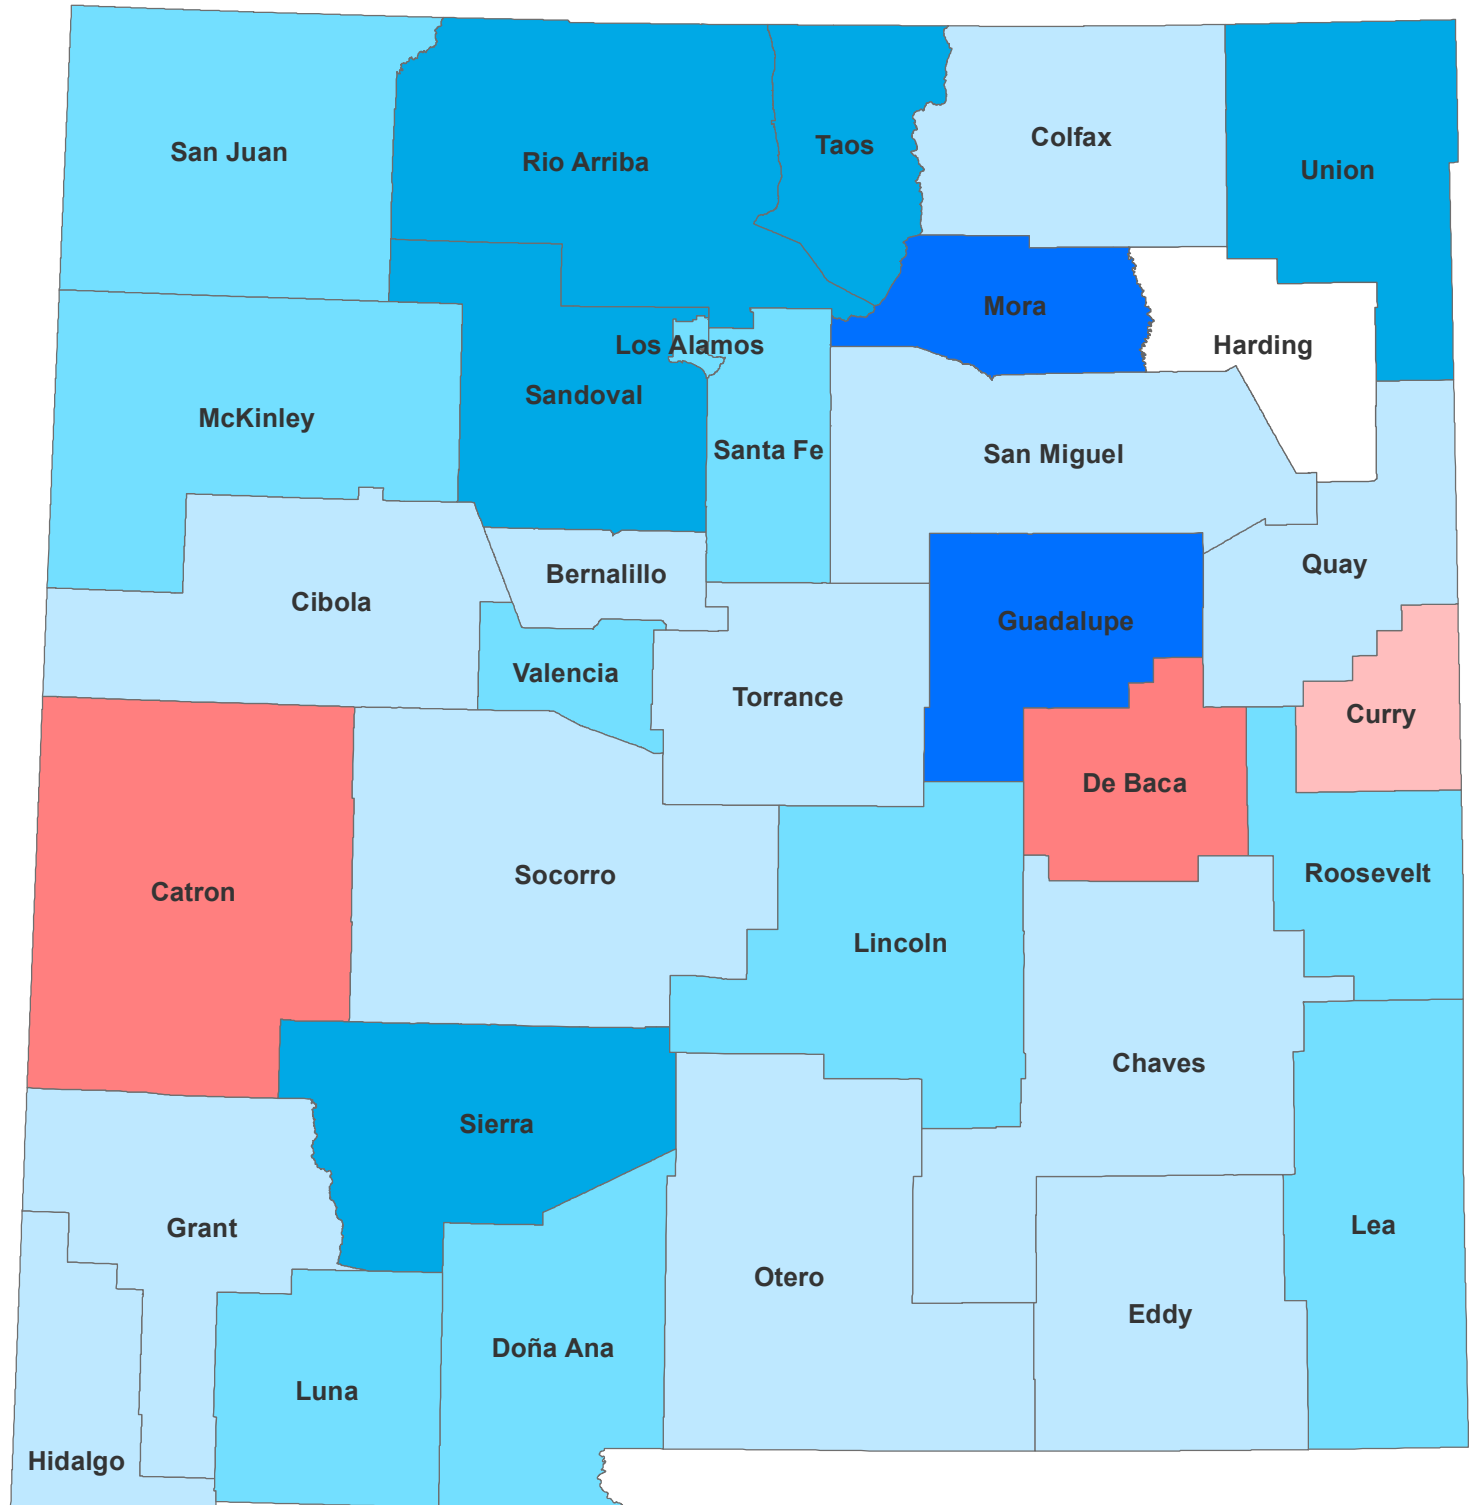 San Juan
Rio Arriba
Taos
Colfax
Union
Mora
Harding
Los Alamos
Sandoval
McKinley
Santa Fe
San Miguel
Quay
Bernalillo
Cibola
Guadalupe
Valencia
Torrance
Curry
De Baca
Catron
Socorro
Roosevelt
Lincoln
Chaves
Sierra
Grant
Lea
Otero
Eddy
Doña Ana
Luna
Hidalgo